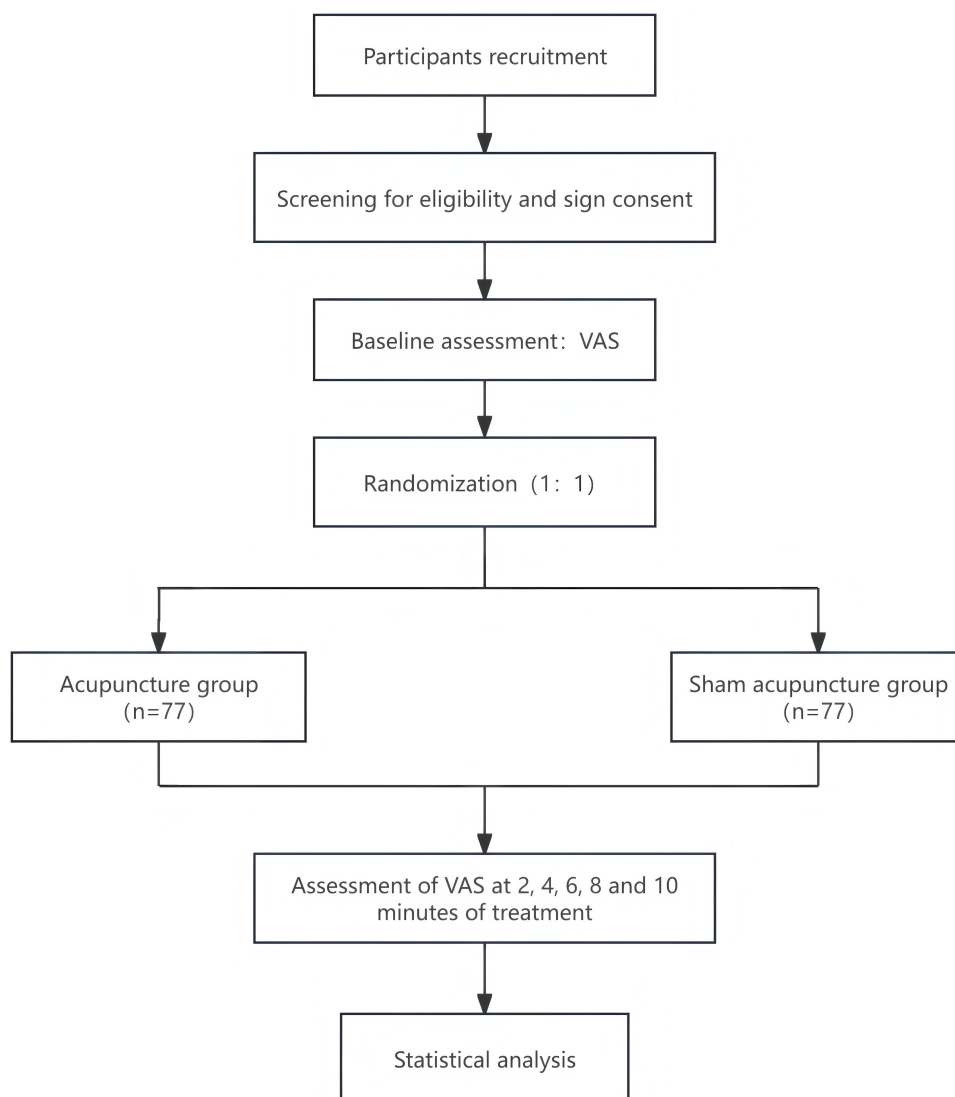 Participants recruitment
Screening for eligibility and sign consent
Baseline assessment：VAS
Randomization（1：1）
Acupuncture group
（n=77）
Sham acupuncture group
（n=77）
Assessment of VAS at 2, 4, 6, 8 and 10
minutes of treatment
Statistical analysis